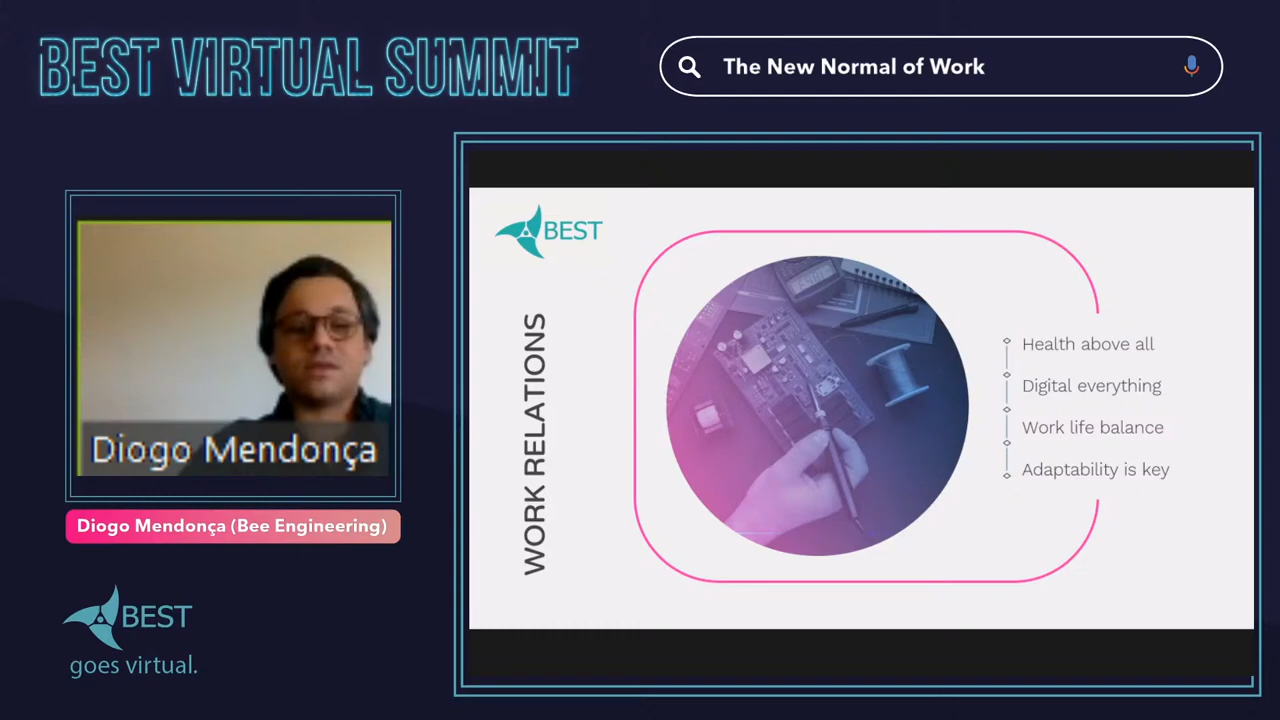 BEST VIRTUAL SUMMIT
The New Normal of Work
Diogo Mendonça
Diogo Mendonça (Bee Engineering)
BEST
goes virtual.
BEST
WORK RELATIONS
Health above all
Digital everything
Work life balance
Adaptability is key